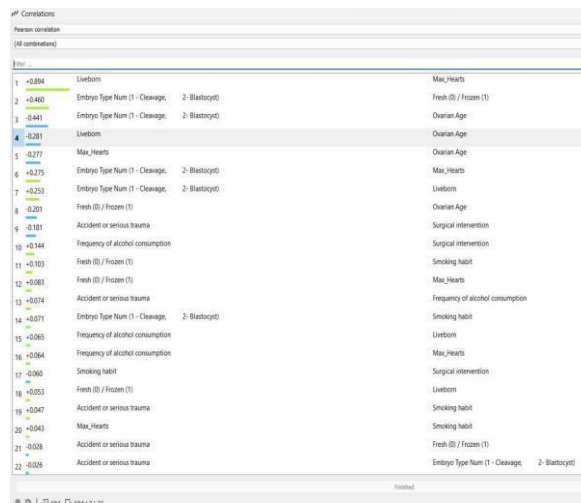 Correlations
Pearson correlation
(All combinations)
Filter ...
1 +0.894 Liveborn Max_Hearts
2 +0.460 Embryo Type Num (1 - Cleavage, 2- Blastocyst) Fresh (0) / Frozen (1)
3 -0.441 Embryo Type Num (1 - Cleavage, 2- Blastocyst) Ovarian Age
4 -0.281 Liveborn Ovarian Age
5 -0.277 Max_Hearts Ovarian Age
6 +0.275 Embryo Type Num (1 - Cleavage, 2- Blastocyst) Max_Hearts
7 +0.253 Embryo Type Num (1 - Cleavage, 2- Blastocyst) Liveborn
8 -0.201 Fresh (0) / Frozen (1) Ovarian Age
9 -0.181 Accident or serious trauma Surgical intervention
10 +0.144 Frequency of alcohol consumption Surgical intervention
11 +0.103 Fresh (0) / Frozen (1) Smoking habit
12 +0.083 Fresh (0) / Frozen (1) Max_Hearts
13 +0.074 Accident or serious trauma Frequency of alcohol consumption
14 +0.071 Embryo Type Num (1 - Cleavage, 2- Blastocyst) Smoking habit
15 +0.065 Frequency of alcohol consumption Liveborn
16 +0.064 Frequency of alcohol consumption Max_Hearts
17 -0.060 Smoking habit Surgical intervention
18 +0.053 Fresh (0) / Frozen (1) Liveborn
19 +0.047 Accident or serious trauma Smoking habit
20 +0.043 Max_Hearts Smoking habit
21 -0.028 Accident or serious trauma Fresh (0) / Frozen (1)
22 -0.026 Accident or serious trauma Embryo Type Num (1 - Cleavage, 2- Blastocyst)
Finished